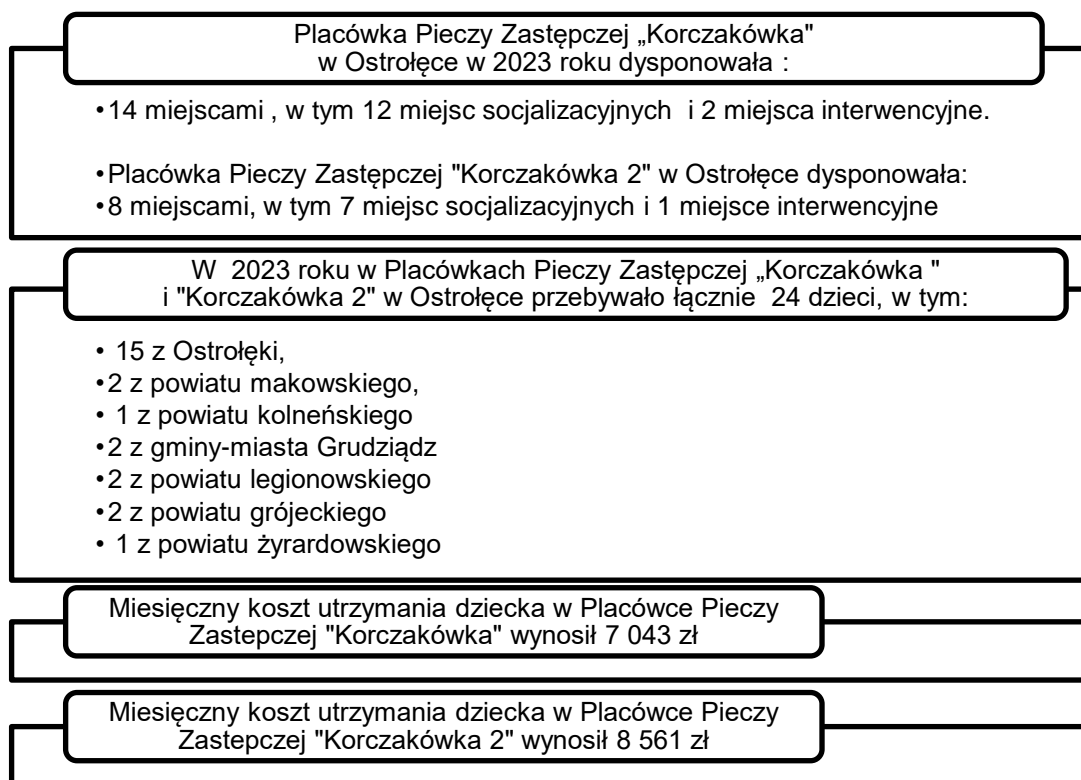 Placówka Pieczy Zastępczej „Korczakówka"
w Ostrołęce w 2023 roku dysponowała :
•14 miejscami , w tym 12 miejsc socjalizacyjnych i 2 miejsca interwencyjne.
•Placówka Pieczy Zastępczej "Korczakówka 2" w Ostrołęce dysponowała:
•8 miejscami, w tym 7 miejsc socjalizacyjnych i 1 miejsce interwencyjne
W 2023 roku w Placówkach Pieczy Zastępczej „Korczakówka "
i "Korczakówka 2" w Ostrołęce przebywało łącznie 24 dzieci, w tym:
• 15 z Ostrołęki,
•2 z powiatu makowskiego,
• 1 z powiatu kolneńskiego
•2 z gminy-miasta Grudziądz
•2 z powiatu legionowskiego
•2 z powiatu grójeckiego
• 1 z powiatu żyrardowskiego
Miesięczny koszt utrzymania dziecka w Placówce Pieczy
Zastepczej "Korczakówka" wynosił 7 043 zł
Miesięczny koszt utrzymania dziecka w Placówce Pieczy
Zastepczej "Korczakówka 2" wynosił 8 561 zł